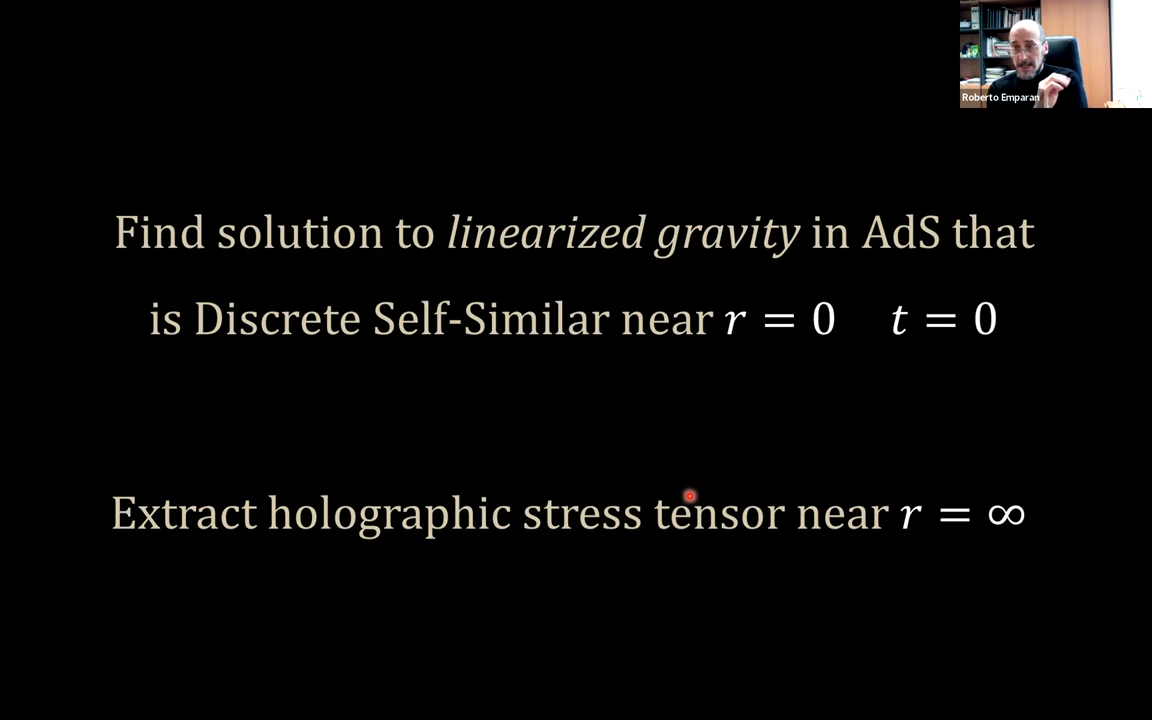 Roberto Emparan
Find solution to linearized gravity in AdS that
is Discrete Self-Similar near r = 0 t = 0
Extract holographic stress tensor near r = ∞